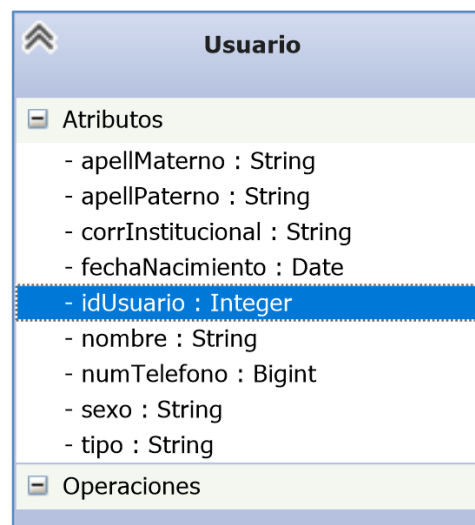 Usuario
Atributos
- apellMaterno : String
- apellPaterno : String
- corrInstitucional : String
- fechaNacimiento : Date
- idUsuario : Integer
- nombre : String
- numTelefono : Bigint
- sexo : String
- tipo : String
Operaciones